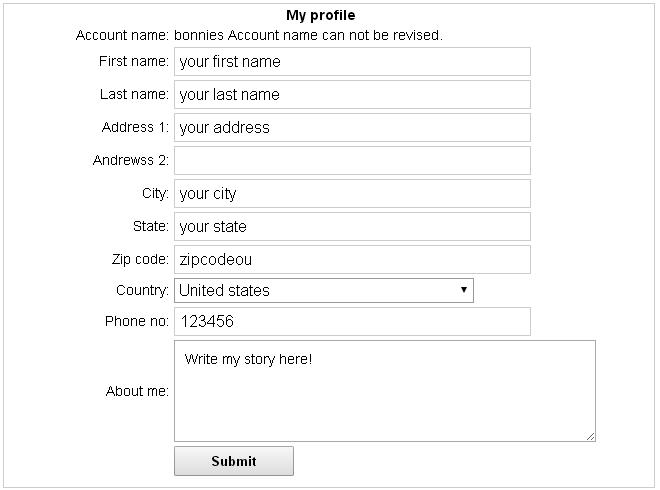 My profile
Account name: bonnies Account name can not be revised.
First name: your first name
Last name: your last name
Address 1: your address
Andrewss 2:
City: your city
State: your state
Zip code: zipcodeou
Country: United states
Phone no: 123456
About me: Write my story here!
Submit